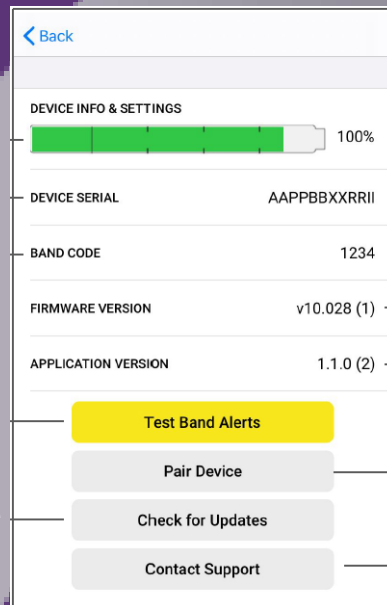 Back
DEVICE INFO & SETTINGS
100%
DEVICE SERIAL AAPPBBXXRRII
BAND CODE 1234
FIRMWARE VERSION v10.028 (1)
APPLICATION VERSION 1.1.0 (2)
Test Band Alerts
Pair Device
Check for Updates
Contact Support